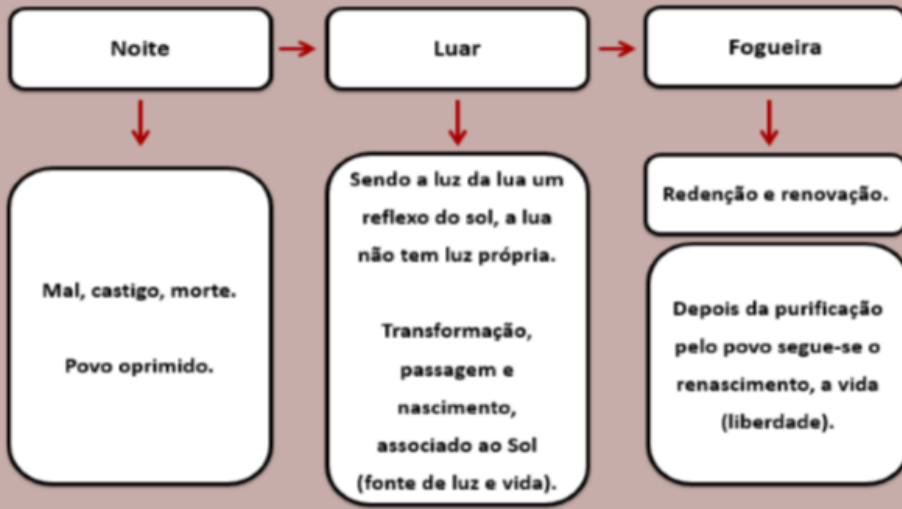 Noite
Luar
Fogueira
Mal, castigo, morte.
Povo oprimido.
Sendo a luz da lua um
reflexo do sol, a lua
não tem luz própria.
Transformação,
passagem e
nascimento,
associado ao Sol
(fonte de luz e vida).
Redenção e renovação.
Depois da purificação
pelo povo segue-se o
renascimento, a vida
(liberdade).